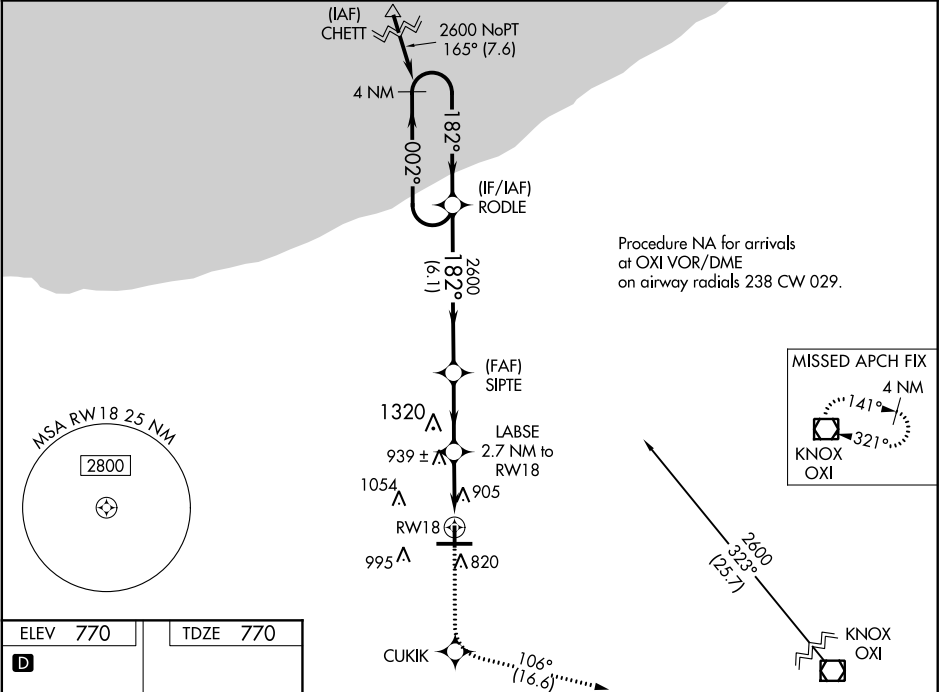 (IAF)
CHETT
2600 NoPT
165° (7.6)
4 NM
182°
002°
(IF/IAF)
RODLE
2600
182°
(6.1)
Procedure NA for arrivals
at OXI VOR/DME
on airway radials 238 CW 029.
(FAF)
SIPTE
MISSED APCH FIX
4 NM
141°
321°
KNOX
OXI
1320
LABSE
2.7 NM to
RW18
939 ±
1054
905
RW18
995
820
MSA RW 18 25 NM
2800
2600
323°
(25.7)
KNOX
OXI
CUKIK
106°
(16.6)
ELEV 770
TDZE 770
D